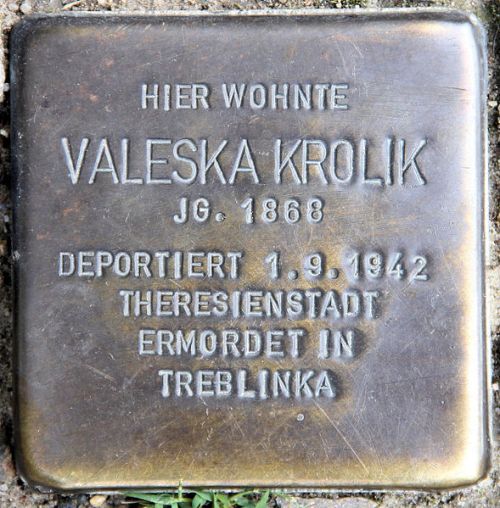 HIER WOHNTE
VALESKA KROLIK
JG. 1868
DEPORTIERT 1.9.1942
THERESIENSTADT
ERMORDET IN
TREBLINKA